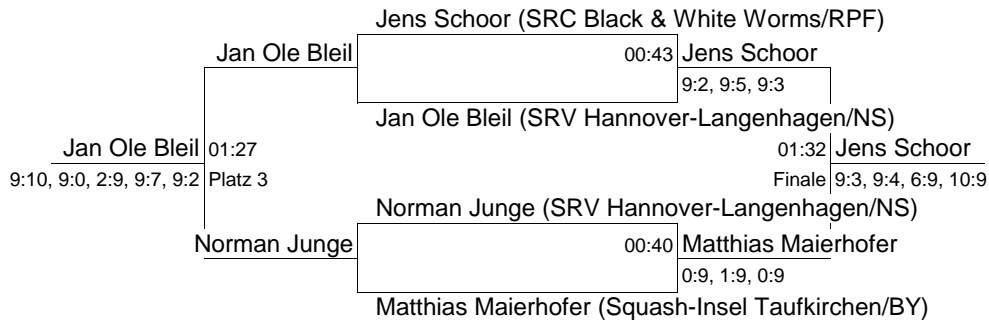 Jens Schoor (SRC Black & White Worms/RPF)
Jan Ole Bleil 00:43 Jens Schoor
9:2, 9:5, 9:3
Jan Ole Bleil (SRV Hannover-Langenhagen/NS)
Jan Ole Bleil 01:27 01:32 Jens Schoor
9:10, 9:0, 2:9, 9:7, 9:2 Platz 3 Finale 9:3, 9:4, 6:9, 10:9
Norman Junge (SRV Hannover-Langenhagen/NS)
Norman Junge 00:40 Matthias Maierhofer
0:9, 1:9, 0:9
Matthias Maierhofer (Squash-Insel Taufkirchen/BY)